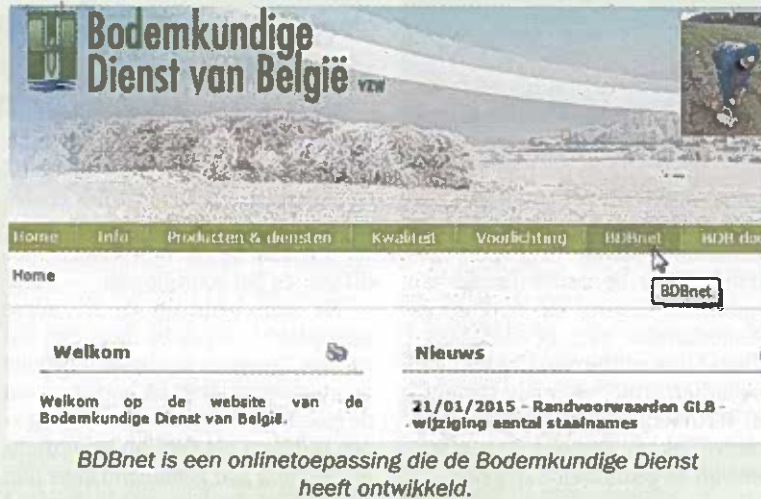 Bodemkundige
Dienst van België vzw
Home Info Producten & diensten Kwaliteit Voorlichting BDBnet BDB
Home
BDBnet
Welkom
Nieuws
Welkom op de website van de
Bodemkundige Dienst van België.
21/01/2015 - Randvoorwaarden GLB -
wijziging aantal staalnames
BDBnet is een onlinetoepassing die de Bodemkundige Dienst
heeft ontwikkeld.